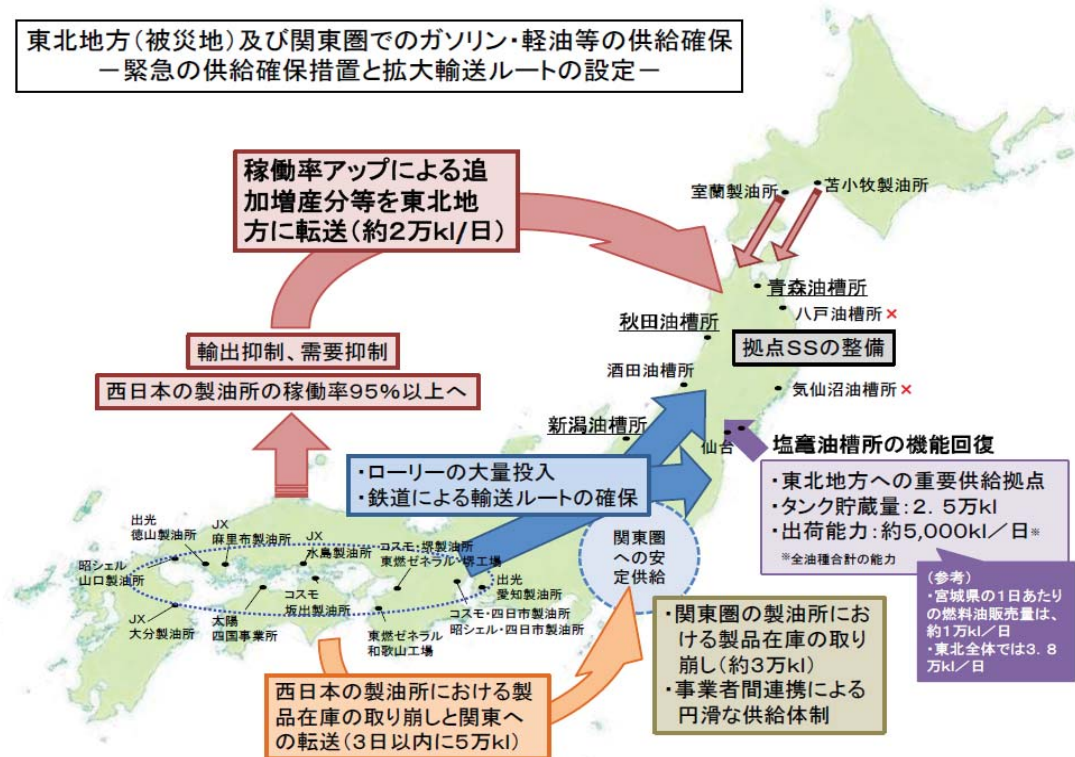 東北地方(被災地)及び関東圏でのガソリン・軽油等の供給確保
-緊急の供給確保措置と拡大輸送ルートの設定-
稼働率アップによる追
加増産分等を東北地
方に転送(約2万kl/日)
室蘭製油所
苫小牧製油所
青森油槽所
八戸油槽所×
秋田油槽所
拠点SSの整備
輸出抑制、需要抑制
酒田油槽所
西日本の製油所の稼働率95%以上へ
気仙沼油槽所×
新潟油槽所
仙台
塩竈油槽所の機能回復
・東北地方への重要供給拠点
・タンク貯蔵量:2.5万kl
・出荷能力:約5,000kl/日※
※全油種合計の能力
・ローリーの大量投入
・鉄道による輸送ルートの確保
(参考)
・宮城県の1日あたり
の燃料油販売量は、
約1万kl/日
・東北全体では3.8
万kl/日
関東圏
への安
定供給
出光
徳山製油所
JX
麻里布製油所
JX
水島製油所
コスモ・堺製油所
東燃ゼネラル・堺工場
昭シェル
山口製油所
コスモ
坂出製油所
出光
愛知製油所
JX
大分製油所
太陽
四国事業所
東燃ゼネラル
和歌山工場
コスモ・四日市製油所
昭シェル・四日市製油所
・関東圏の製油所にお
ける製品在庫の取り
崩し(約3万kl)
・事業者間連携による
円滑な供給体制
西日本の製油所における製
品在庫の取り崩しと関東へ
の転送(3日以内に5万kl)